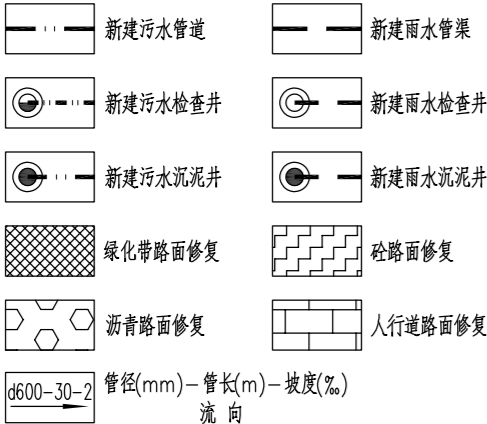 新建污水管道 新建雨水管渠
新建污水检查井 新建雨水检查井
新建污水沉泥井 新建雨水沉泥井
绿化带路面修复 砼路面修复
沥青路面修复 人行道路面修复
d600-30-2 管径(mm)-管长(m)-坡度(‰)
流 向